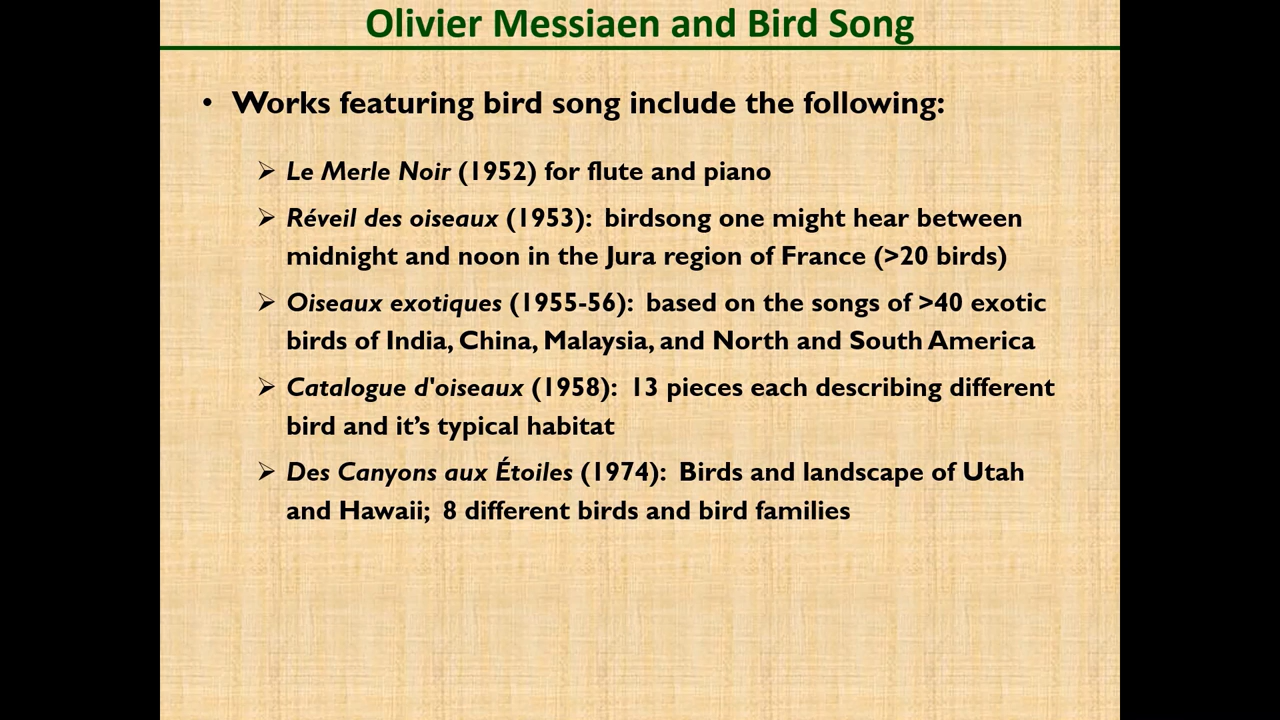 Olivier Messiaen and Bird Song
• Works featuring bird song include the following:
➢ Le Merle Noir (1952) for flute and piano
➢ Réveil des oiseaux (1953): birdsong one might hear between
midnight and noon in the Jura region of France (>20 birds)
➢ Oiseaux exotiques (1955-56): based on the songs of >40 exotic
birds of India, China, Malaysia, and North and South America
➢ Catalogue d'oiseaux (1958): 13 pieces each describing different
bird and it’s typical habitat
➢ Des Canyons aux Étoiles (1974): Birds and landscape of Utah
and Hawaii; 8 different birds and bird families